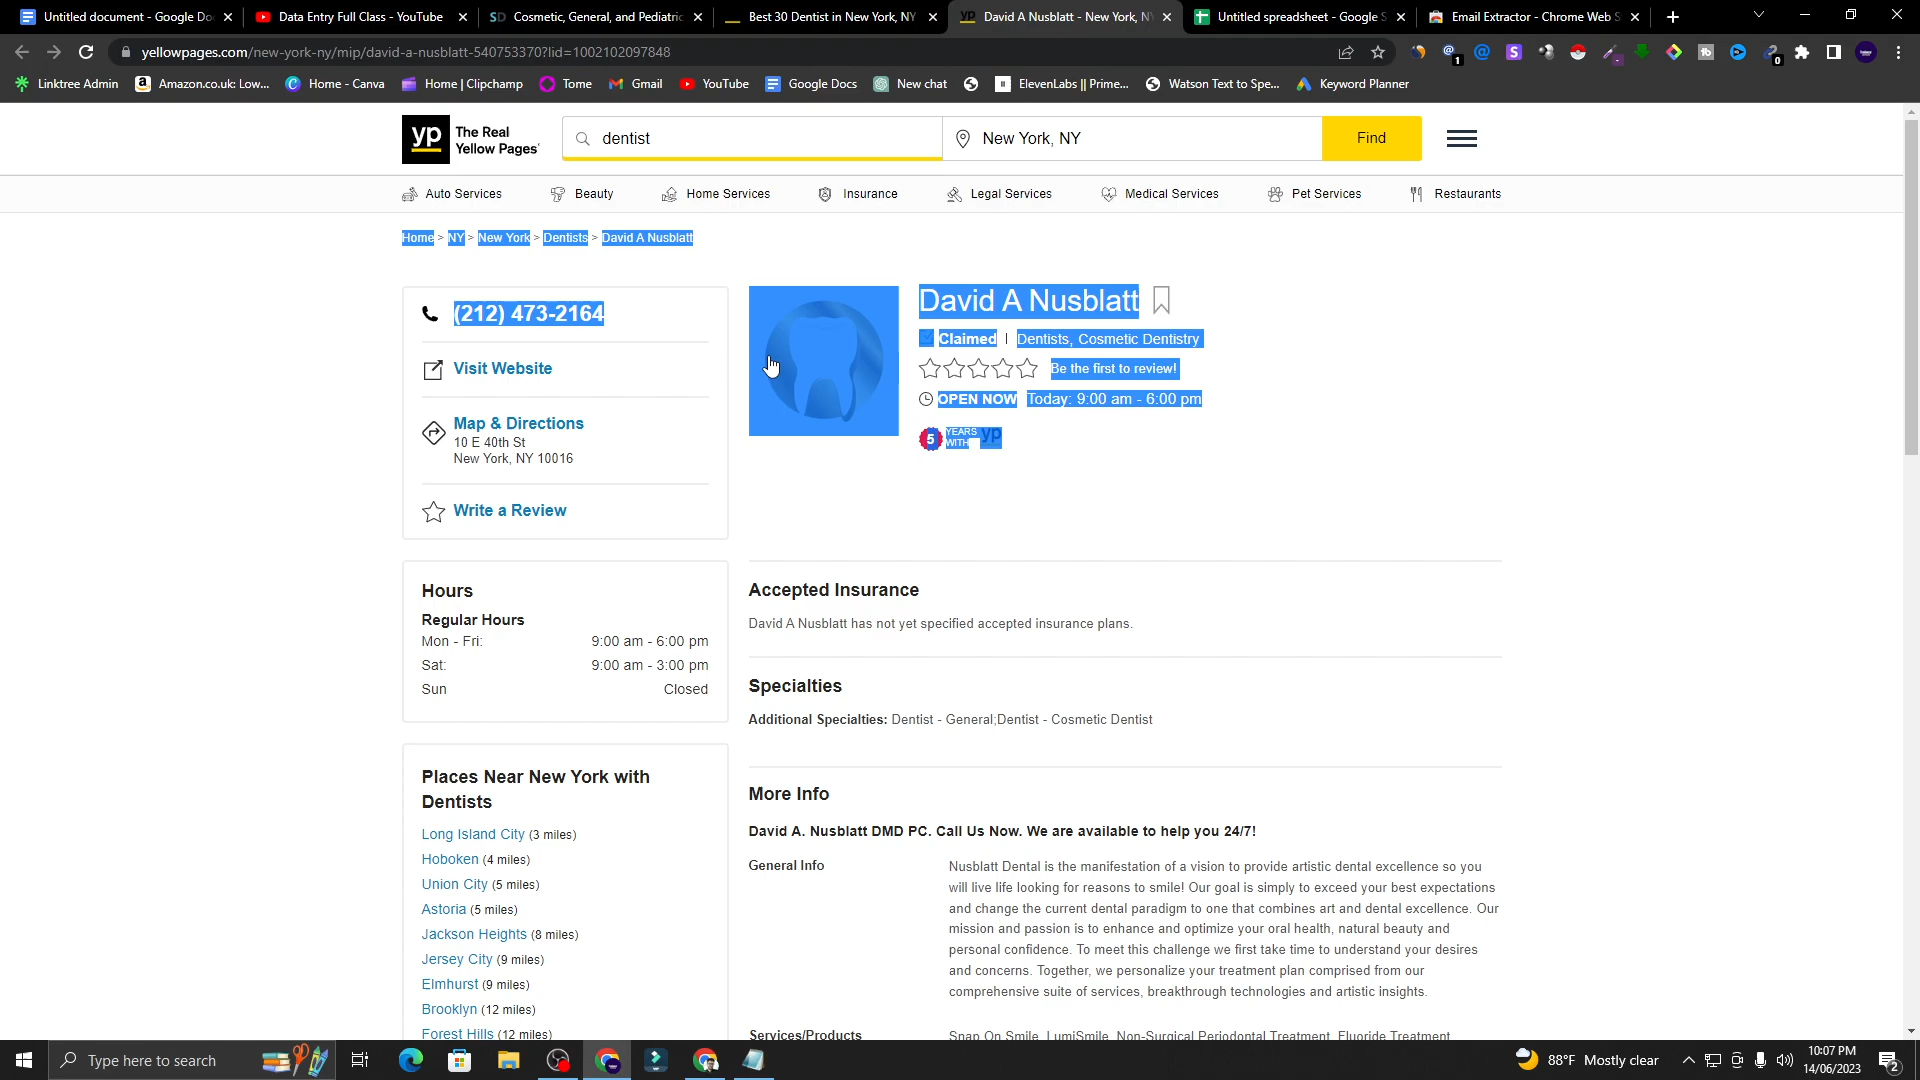 Untitled document - Google Do
Data Entry Full Class - YouTube
SD Cosmetic, General, and Pediatric
Best 30 Dentist in New York, NY
yp David A Nusblatt - New York, N
Untitled spreadsheet - Google S
Email Extractor - Chrome Web S
yellowpages.com/new-york-ny/mip/david-a-nusblatt-540753370?lid=1002102097848
Linktree Admin
Amazon.co.uk: Low...
Home - Canva
Home | Clipchamp
Tome
Gmail
YouTube
Google Docs
New chat
ElevenLabs || Prime...
Watson Text to Spe...
Keyword Planner
yp The Real
Yellow Pages
dentist
New York, NY
Find
Auto Services
Beauty
Home Services
Insurance
Legal Services
Medical Services
Pet Services
Restaurants
Home > NY > New York > Dentists > David A Nusblatt
(212) 473-2164
Visit Website
Map & Directions
10 E 40th St
New York, NY 10016
Write a Review
David A Nusblatt
Claimed | Dentists, Cosmetic Dentistry
Be the first to review!
OPEN NOW Today: 9:00 am - 6:00 pm
5 YEARS WITH yp
Hours
Regular Hours
Mon - Fri: 9:00 am - 6:00 pm
Sat: 9:00 am - 3:00 pm
Sun Closed
Places Near New York with
Dentists
Long Island City (3 miles)
Hoboken (4 miles)
Union City (5 miles)
Astoria (5 miles)
Jackson Heights (8 miles)
Jersey City (9 miles)
Elmhurst (9 miles)
Brooklyn (12 miles)
Forest Hills (12 miles)
Accepted Insurance
David A Nusblatt has not yet specified accepted insurance plans.
Specialties
Additional Specialties: Dentist - General;Dentist - Cosmetic Dentist
More Info
David A. Nusblatt DMD PC. Call Us Now. We are available to help you 24/7!
General Info
Nusblatt Dental is the manifestation of a vision to provide artistic dental excellence so you
will live life looking for reasons to smile! Our goal is simply to exceed your best expectations
and change the current dental paradigm to one that combines art and dental excellence. Our
mission and passion is to enhance and optimize your oral health, natural beauty and
personal confidence. To meet this challenge we first take time to understand your desires
and concerns. Together, we personalize your treatment plan comprised from our
comprehensive suite of services, breakthrough technologies and artistic insights.
Services/Products
Snap On Smile, LumiSmile, Non-Surgical Periodontal Treatment, Fluoride Treatment
Type here to search
88°F Mostly clear
10:07 PM
14/06/2023
2